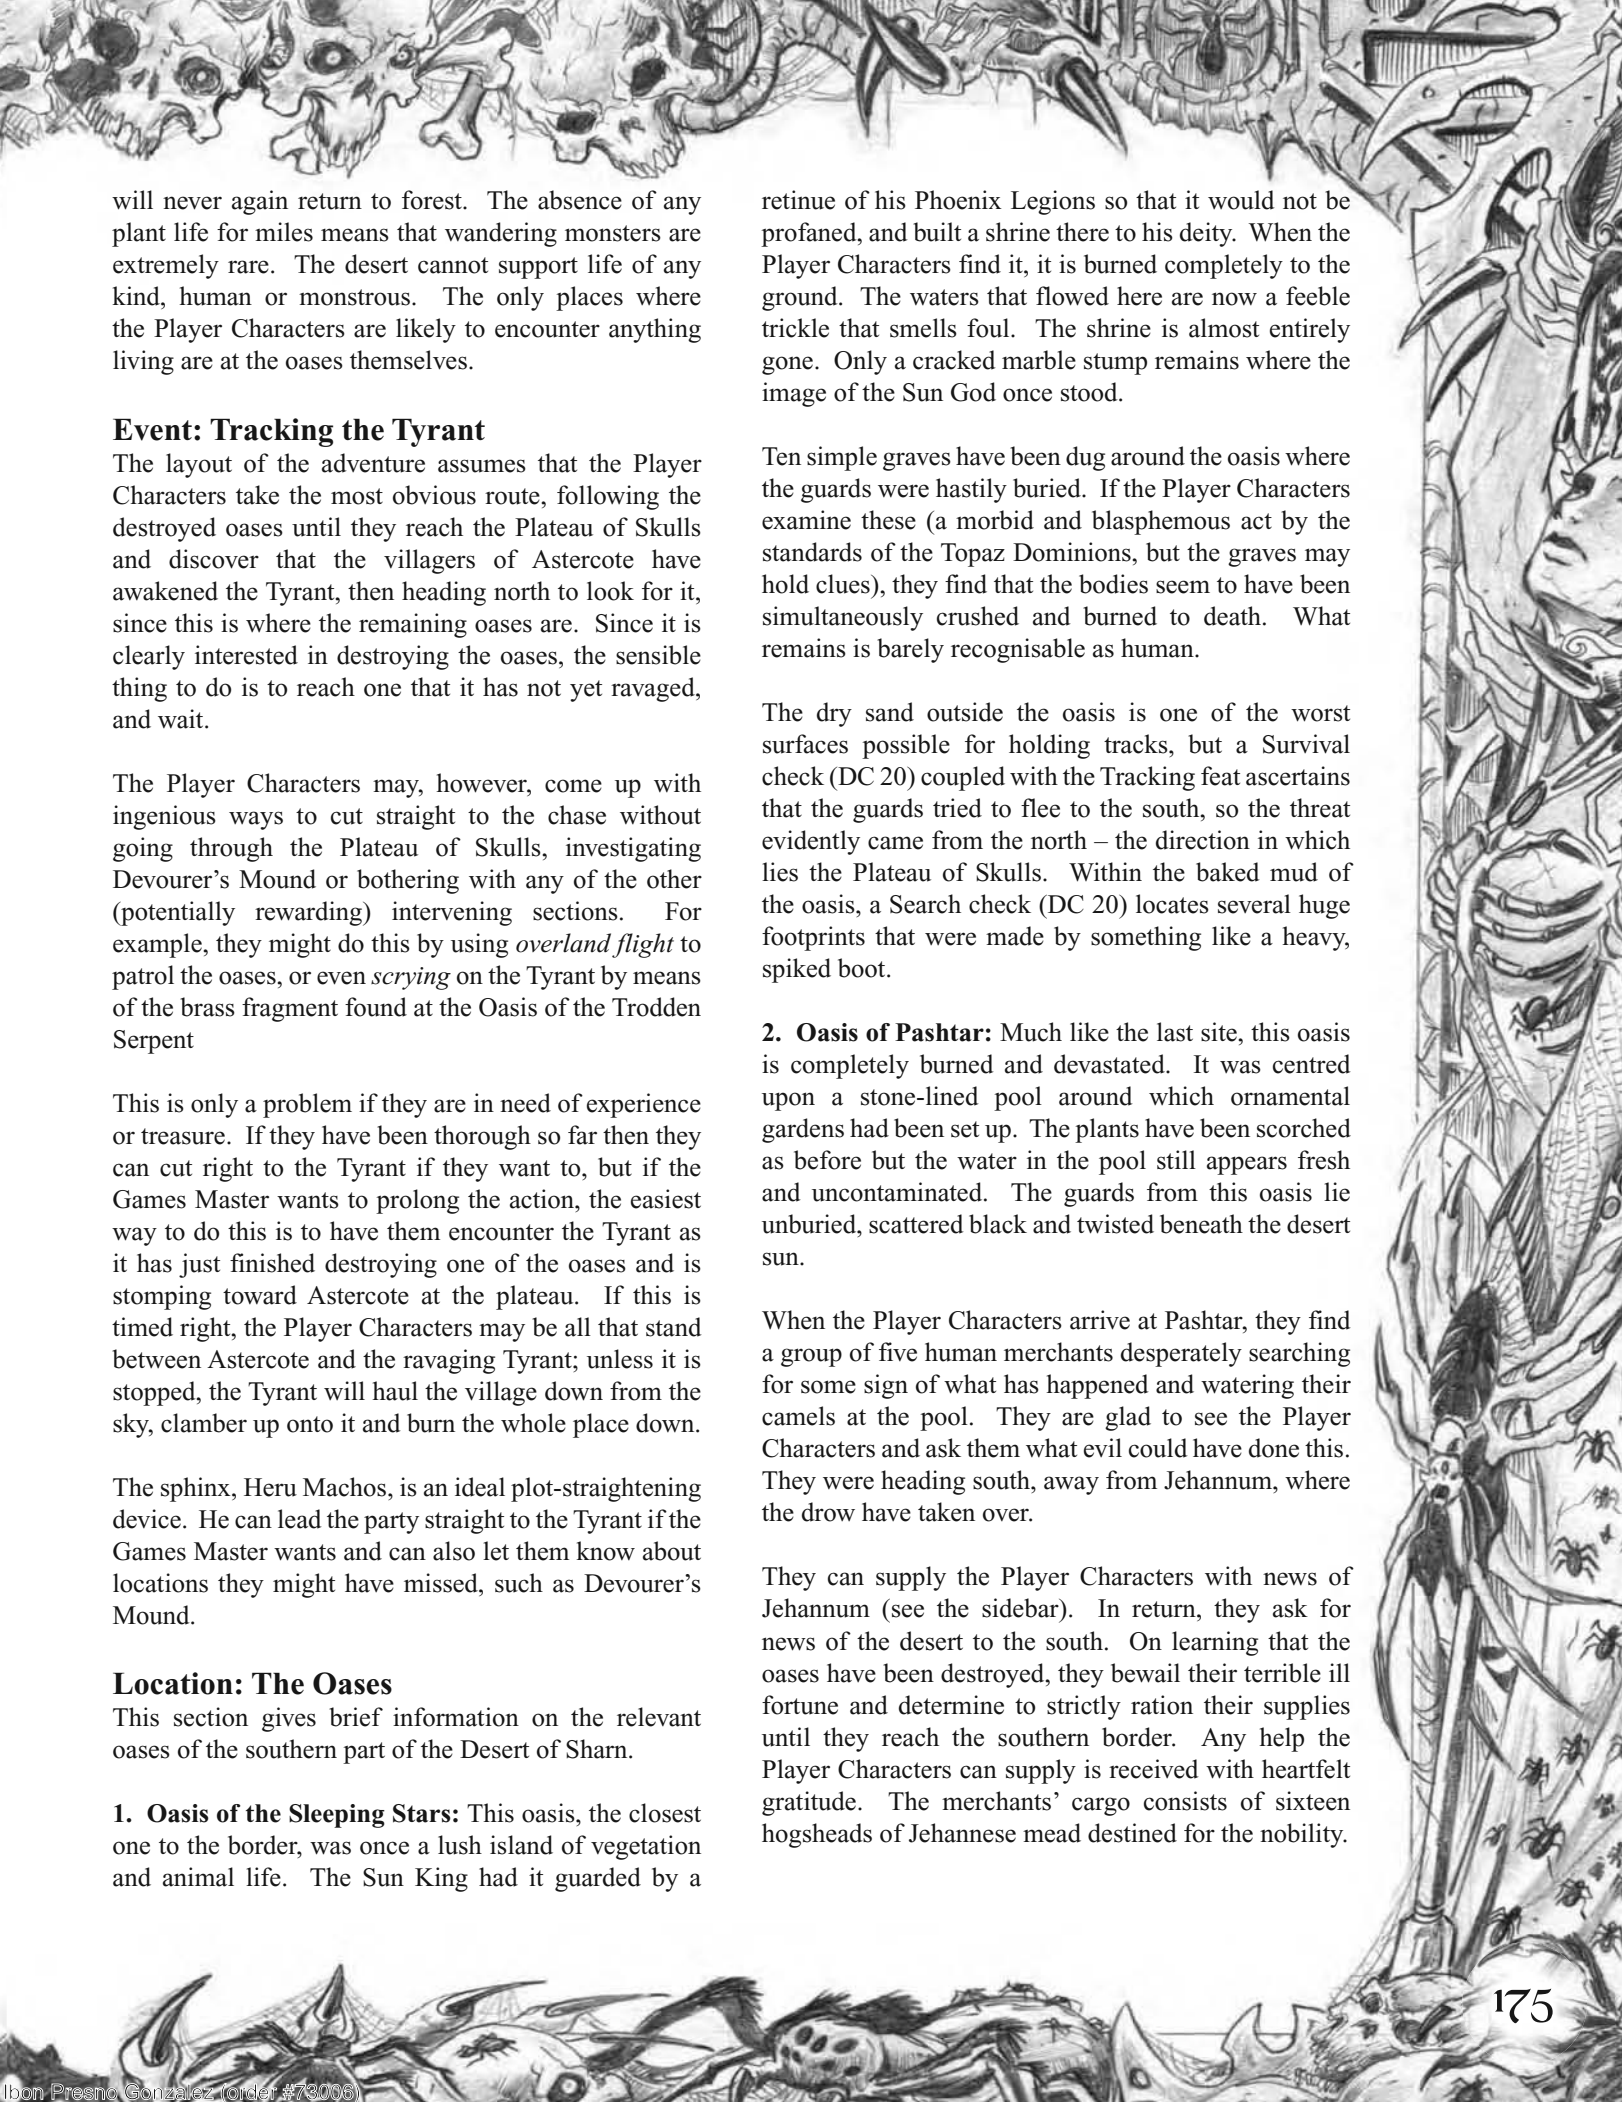 will never again return to forest. The absence of any
plant life for miles means that wandering monsters are
extremely rare. The desert cannot support life of any
kind, human or monstrous. The only places where
the Player Characters are likely to encounter anything
living are at the oases themselves.
Event: Tracking the Tyrant
The layout of the adventure assumes that the Player
Characters take the most obvious route, following the
destroyed oases until they reach the Plateau of Skulls
and discover that the villagers of Astercote have
awakened the Tyrant, then heading north to look for it,
since this is where the remaining oases are. Since it is
clearly interested in destroying the oases, the sensible
thing to do is to reach one that it has not yet ravaged,
and wait.
The Player Characters may, however, come up with
ingenious ways to cut straight to the chase without
going through the Plateau of Skulls, investigating
Devourer’s Mound or bothering with any of the other
(potentially rewarding) intervening sections. For
example, they might do this by using overland flight to
patrol the oases, or even scrying on the Tyrant by means
of the brass fragment found at the Oasis of the Trodden
Serpent
This is only a problem if they are in need of experience
or treasure. If they have been thorough so far then they
can cut right to the Tyrant if they want to, but if the
Games Master wants to prolong the action, the easiest
way to do this is to have them encounter the Tyrant as
it has just finished destroying one of the oases and is
stomping toward Astercote at the plateau. If this is
timed right, the Player Characters may be all that stand
between Astercote and the ravaging Tyrant; unless it is
stopped, the Tyrant will haul the village down from the
sky, clamber up onto it and burn the whole place down.
The sphinx, Heru Machos, is an ideal plot-straightening
device. He can lead the party straight to the Tyrant if the
Games Master wants and can also let them know about
locations they might have missed, such as Devourer’s
Mound.
Location: The Oases
This section gives brief information on the relevant
oases of the southern part of the Desert of Sharn.
1. Oasis of the Sleeping Stars: This oasis, the closest
one to the border, was once a lush island of vegetation
and animal life. The Sun King had it guarded by a
retinue of his Phoenix Legions so that it would not be
profaned, and built a shrine there to his deity. When the
Player Characters find it, it is burned completely to the
ground. The waters that flowed here are now a feeble
trickle that smells foul. The shrine is almost entirely
gone. Only a cracked marble stump remains where the
image of the Sun God once stood.
Ten simple graves have been dug around the oasis where
the guards were hastily buried. If the Player Characters
examine these (a morbid and blasphemous act by the
standards of the Topaz Dominions, but the graves may
hold clues), they find that the bodies seem to have been
simultaneously crushed and burned to death. What
remains is barely recognisable as human.
The dry sand outside the oasis is one of the worst
surfaces possible for holding tracks, but a Survival
check (DC 20) coupled with the Tracking feat ascertains
that the guards tried to flee to the south, so the threat
evidently came from the north – the direction in which
lies the Plateau of Skulls. Within the baked mud of
the oasis, a Search check (DC 20) locates several huge
footprints that were made by something like a heavy,
spiked boot.
2. Oasis of Pashtar: Much like the last site, this oasis
is completely burned and devastated. It was centred
upon a stone-lined pool around which ornamental
gardens had been set up. The plants have been scorched
as before but the water in the pool still appears fresh
and uncontaminated. The guards from this oasis lie
unburied, scattered black and twisted beneath the desert
sun.
When the Player Characters arrive at Pashtar, they find
a group of five human merchants desperately searching
for some sign of what has happened and watering their
camels at the pool. They are glad to see the Player
Characters and ask them what evil could have done this.
They were heading south, away from Jehannum, where
the drow have taken over.
They can supply the Player Characters with news of
Jehannum (see the sidebar). In return, they ask for
news of the desert to the south. On learning that the
oases have been destroyed, they bewail their terrible ill
fortune and determine to strictly ration their supplies
until they reach the southern border. Any help the
Player Characters can supply is received with heartfelt
gratitude. The merchants’ cargo consists of sixteen
hogsheads of Jehannese mead destined for the nobility.
175
Ibon Presno Gonzalez (order #73006)